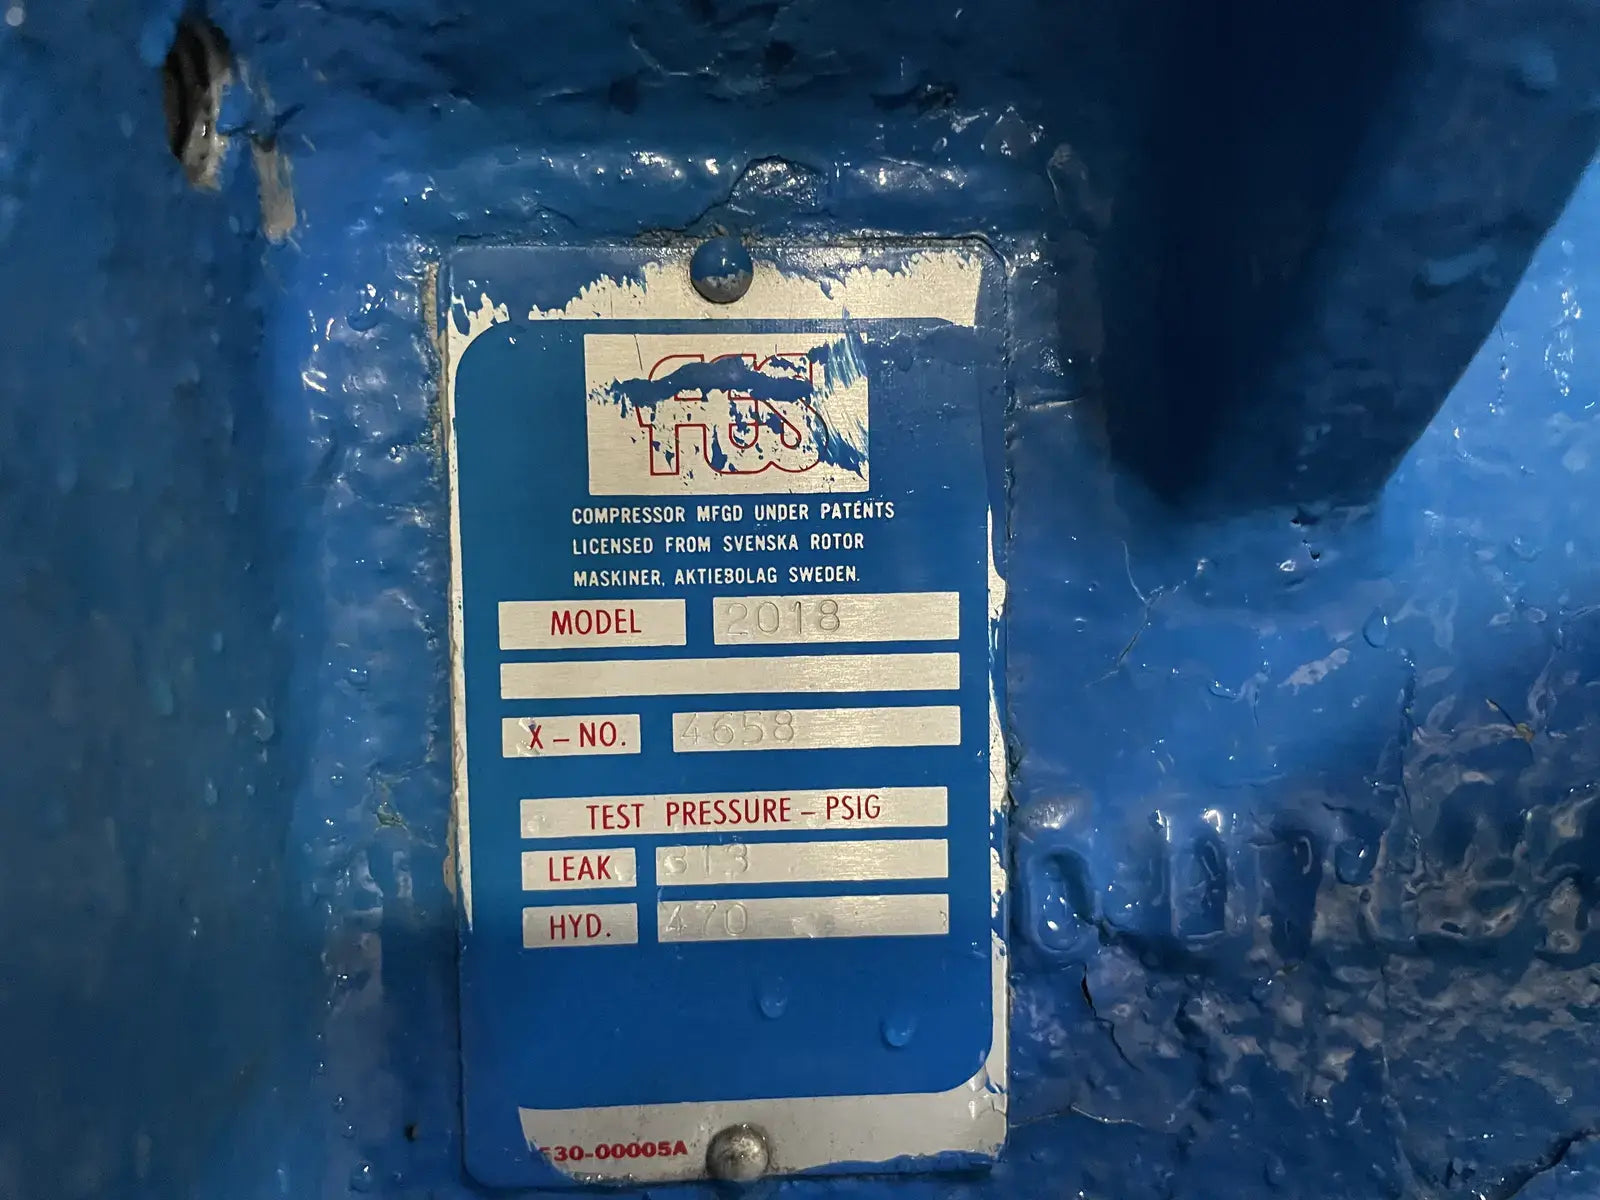 COMPRESSOR MFGD UNDER PATENTS
LICENSED FROM SVENSKA ROTOR
MASKINER, AKTIEBOLAG SWEDEN.
MODEL 2018
X-NO. 4658
TEST PRESSURE-PSIG
LEAK 313
HYD. 470
30-00005A